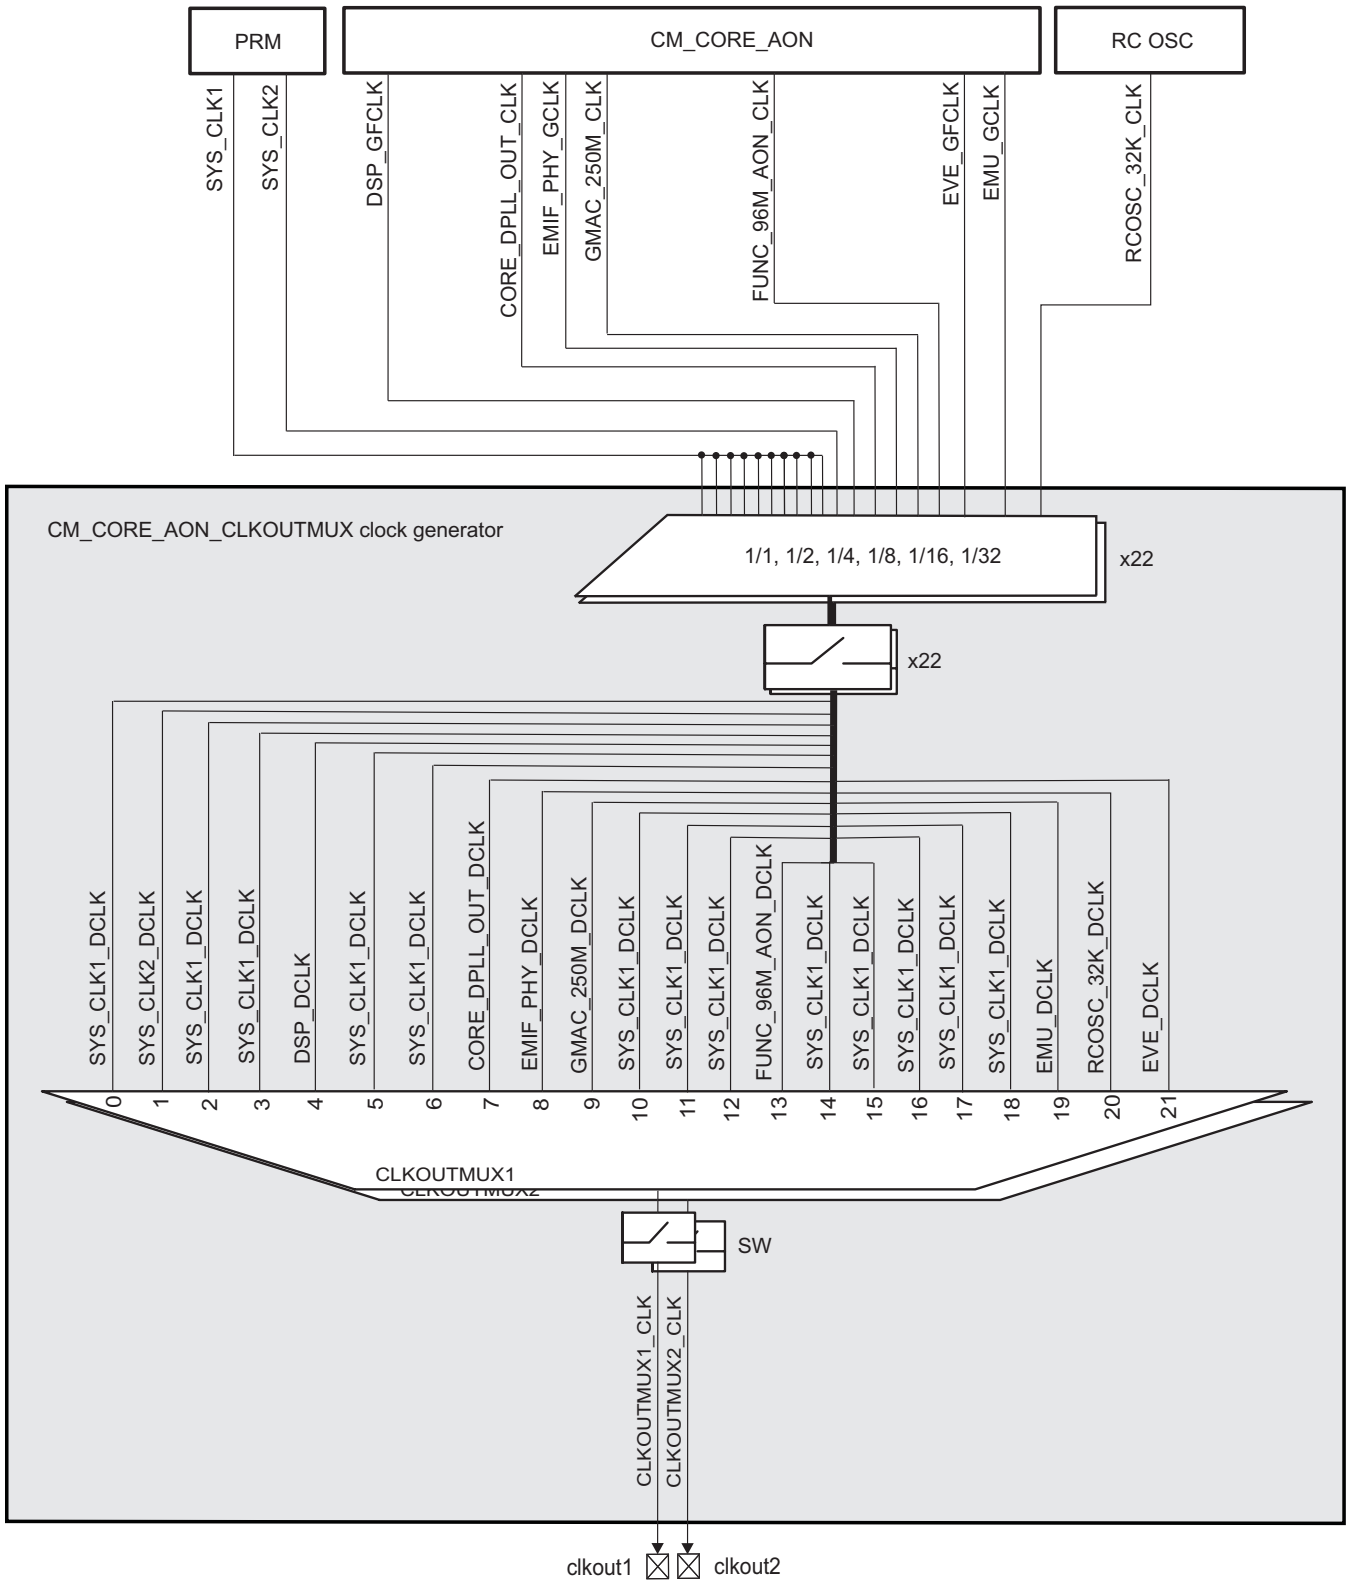 PRM
CM_CORE_AON
RC OSC
SYS_CLK1
SYS_CLK2
DSP_GFCLK
CORE_DPLL_OUT_CLK
EMIF_PHY_GCLK
GMAC_250M_CLK
FUNC_96M_AON_CLK
EVE_GFCLK
EMU_GCLK
RCOSC_32K_CLK
CM_CORE_AON_CLKOUTMUX clock generator
1/1, 1/2, 1/4, 1/8, 1/16, 1/32
x22
x22
SYS_CLK1_DCLK
SYS_CLK2_DCLK
SYS_CLK1_DCLK
SYS_CLK1_DCLK
DSP_DCLK
SYS_CLK1_DCLK
SYS_CLK1_DCLK
CORE_DPLL_OUT_DCLK
EMIF_PHY_DCLK
GMAC_250M_DCLK
SYS_CLK1_DCLK
SYS_CLK1_DCLK
SYS_CLK1_DCLK
FUNC_96M_AON_DCLK
SYS_CLK1_DCLK
SYS_CLK1_DCLK
SYS_CLK1_DCLK
SYS_CLK1_DCLK
SYS_CLK1_DCLK
EMU_DCLK
RCOSC_32K_DCLK
EVE_DCLK
0
1
2
3
4
5
6
7
8
9
10
11
12
13
14
15
16
17
18
19
20
21
CLKOUTMUX1
CLKOUTMUX2
SW
CLKOUTMUX1_CLK
CLKOUTMUX2_CLK
clkout1
clkout2